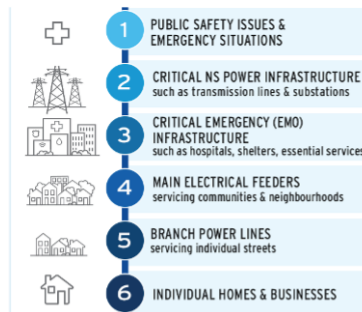 1
PUBLIC SAFETY ISSUES &
EMERGENCY SITUATIONS
2
CRITICAL NS POWER INFRASTRUCTURE
such as transmission lines & substations
3
CRITICAL EMERGENCY (EMO)
INFRASTRUCTURE
such as hospitals, shelters, essential services
4
MAIN ELECTRICAL FEEDERS
servicing communities & neighbourhoods
5
BRANCH POWER LINES
servicing individual streets
6
INDIVIDUAL HOMES & BUSINESSES